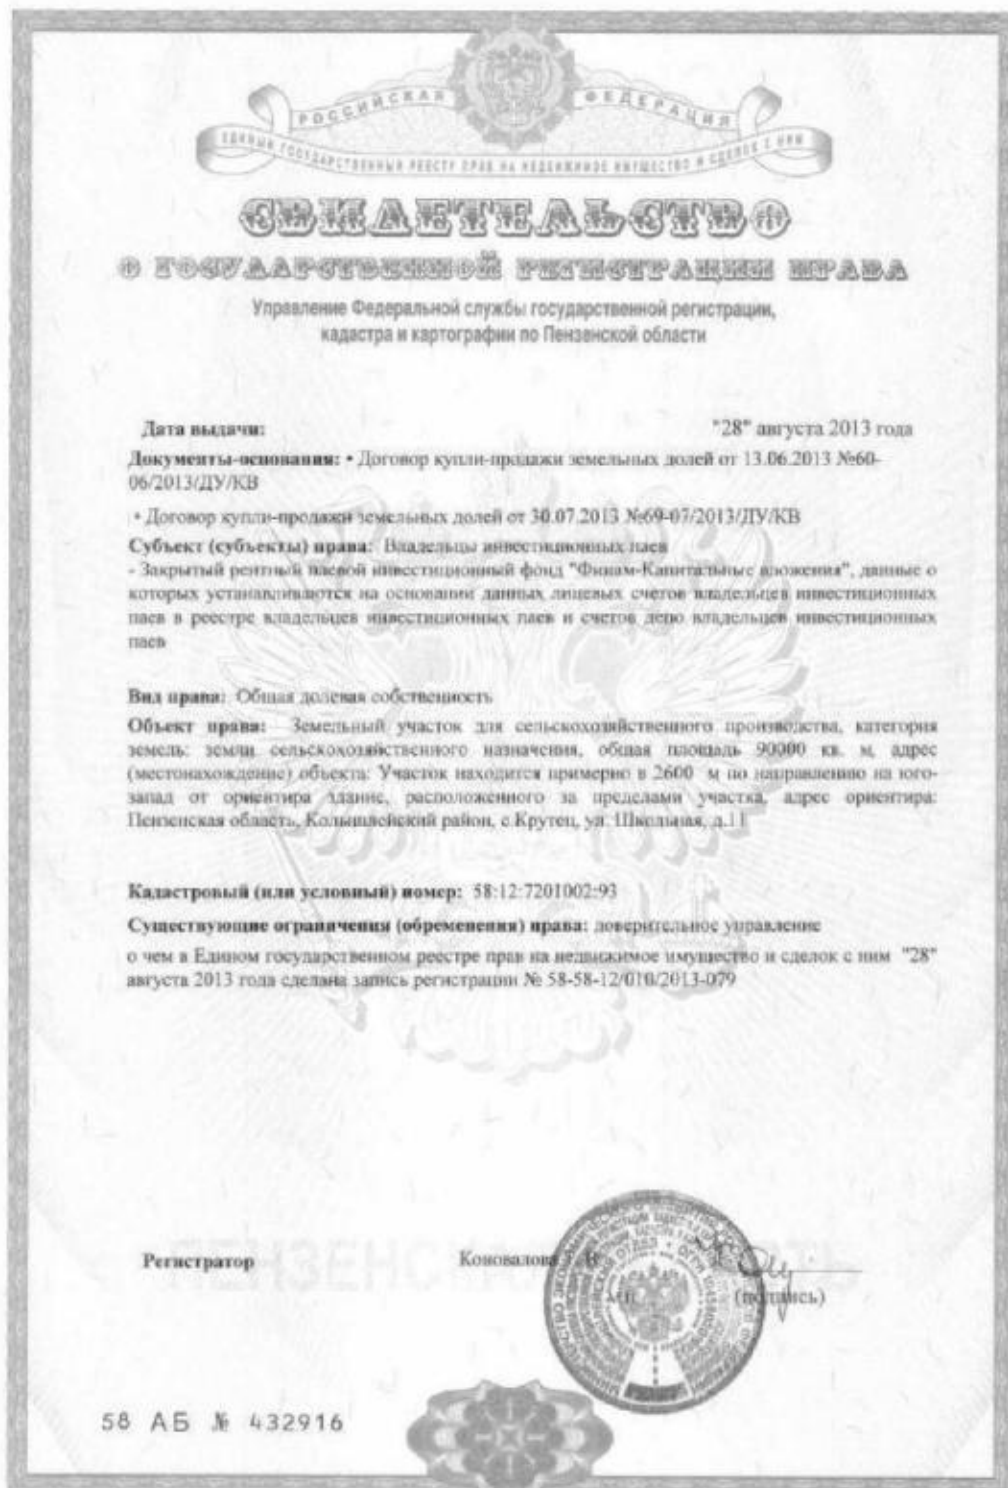 РОССИЙСКАЯ ФЕДЕРАЦИЯ
ЕДИНЫЙ ГОСУДАРСТВЕННЫЙ РЕЕСТР ПРАВ НА НЕДВИЖИМОЕ ИМУЩЕСТВО И СДЕЛОК С НИМ
СВИДЕТЕЛЬСТВО
О ГОСУДАРСТВЕННОЙ РЕГИСТРАЦИИ ПРАВА
Управление Федеральной службы государственной регистрации,
кадастра и картографии по Пензенской области
Дата выдачи: "28" августа 2013 года
Документы-основания: • Договор купли-продажи земельных долей от 13.06.2013 №60-
06/2013/ДУ/КВ
• Договор купли-продажи земельных долей от 30.07.2013 №69-07/2013/ДУ/КВ
Субъект (субъекты) права: Владельцы инвестиционных паев
- Закрытый рентный паевой инвестиционный фонд "Финам-Капитальные вложения", данные о
которых устанавливаются на основании данных лицевых счетов владельцев инвестиционных
паев в реестре владельцев инвестиционных паев и счетов депо владельцев инвестиционных
паев
Вид права: Общая долевая собственность
Объект права: Земельный участок для сельскохозяйственного производства, категория
земель: земли сельскохозяйственного назначения, общая площадь 90000 кв. м, адрес
(местонахождение) объекта: Участок находится примерно в 2600 м по направлению на юго-
запад от ориентира здание, расположенного за пределами участка, адрес ориентира:
Пензенская область, Колышлейский район, с.Крутец, ул. Школьная, д.11
Кадастровый (или условный) номер: 58:12:7201002:93
Существующие ограничения (обременения) права: доверительное управление
о чем в Едином государственном реестре прав на недвижимое имущество и сделок с ним "28"
августа 2013 года сделана запись регистрации № 58-58-12/010/2013-079
ПЕНЗЕНСКАЯ ОБЛАСТЬ
Регистратор Коновалова В.
м.п. (подпись)
58 АБ № 432916